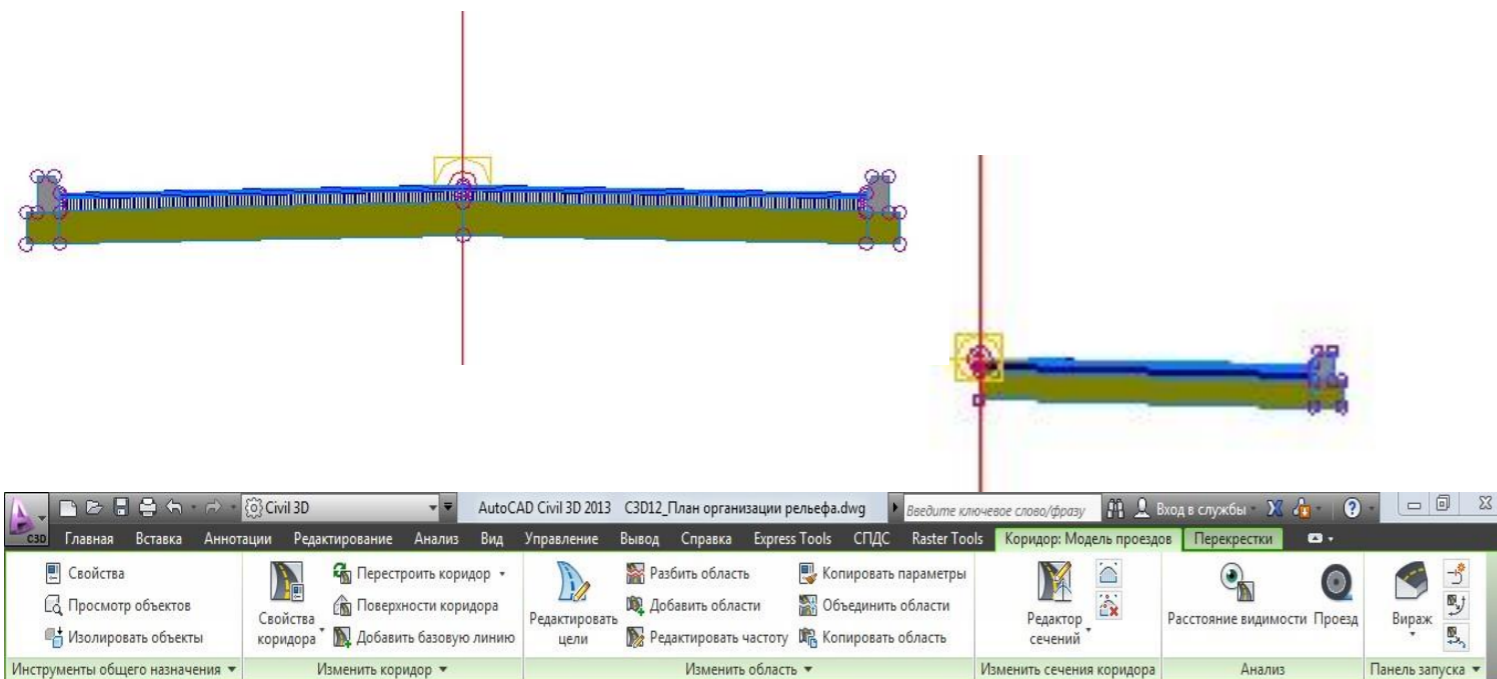 Civil 3D AutoCAD Civil 3D 2013 C3D12_План организации рельефа.dwg Введите ключевое слово/фразу Вход в службы
C3D Главная Вставка Аннотации Редактирование Анализ Вид Управление Вывод Справка Express Tools СПДС Raster Tools Коридор: Модель проездов Перекрестки
Свойства
Просмотр объектов
Изолировать объекты
Инструменты общего назначения
Свойства
коридора
Перестроить коридор
Поверхности коридора
Добавить базовую линию
Изменить коридор
Редактировать
цели
Разбить область
Добавить области
Редактировать частоту
Копировать параметры
Объединить области
Копировать область
Изменить область
Редактор
сечений
Изменить сечения коридора
Расстояние видимости
Проезд
Анализ
Вираж
Панель запуска